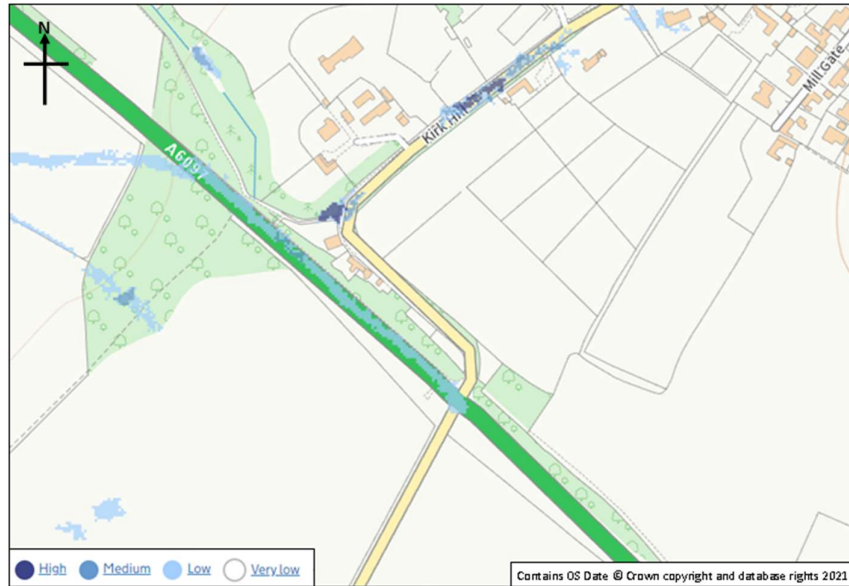 N
A6097
Kirk Hill
Mill Gate
High Medium Low Very low
Contains OS Date © Crown copyright and database rights 2021